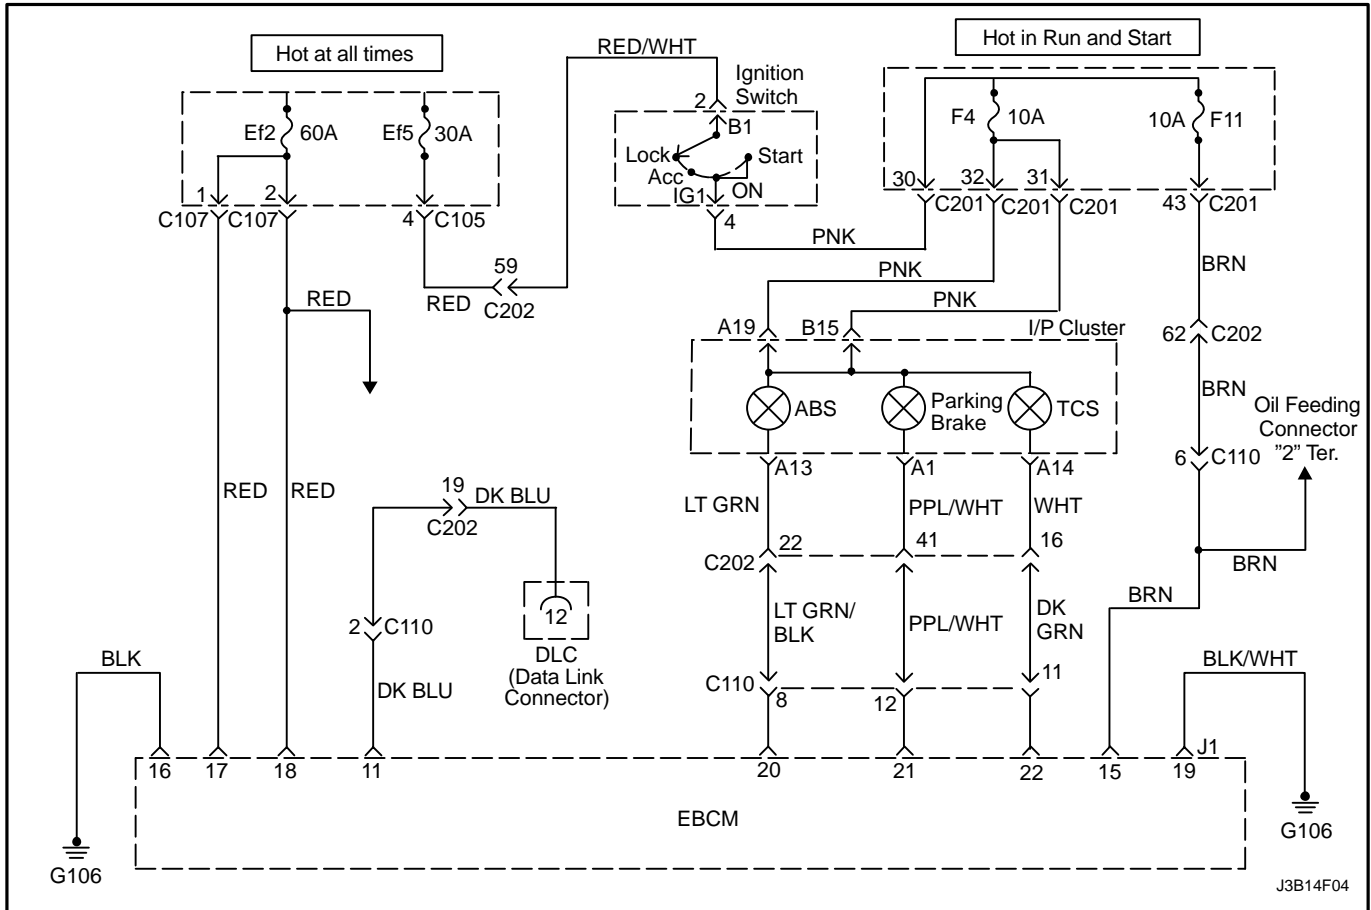 Hot at all times
Hot in Run and Start
RED/WHT
Ignition
Switch
2
B1
Ef2
60A
Ef5
30A
Lock
Start
Acc
IG1
ON
F4
10A
10A
F11
1
2
30
32
31
C107
C107
4
C105
4
C201
C201
C201
43
C201
PNK
59
PNK
BRN
RED
RED
C202
PNK
A19
B15
I/P Cluster
62
C202
ABS
Parking
Brake
TCS
BRN
Oil Feeding
Connector
”2” Ter.
A13
A1
A14
6
C110
RED
RED
19
DK BLU
C202
LT GRN
PPL/WHT
WHT
22
41
16
C202
BRN
12
LT GRN/
BLK
PPL/WHT
DK
GRN
BRN
2
C110
DLC
(Data Link
Connector)
BLK
DK BLU
C110
8
12
11
BLK/WHT
J1
16
17
18
11
20
21
22
15
19
EBCM
G106
G106
J3B14F04